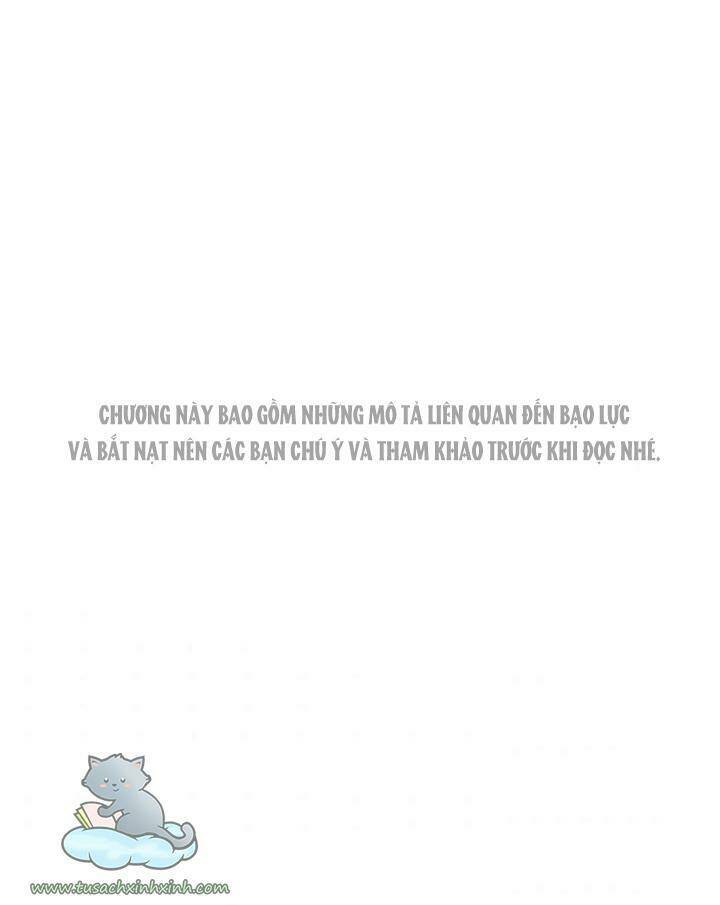 CHƯƠNG NÀY BAO GỒM NHỮNG MÔ TẢ LIÊN QUAN ĐẾN BẠO LỰC
VÀ BẮT NẠT NÊN CÁC BẠN CHÚ Ý VÀ THAM KHẢO TRƯỚC KHI ĐỌC NHÉ.
www.tusachxinhxinh.com